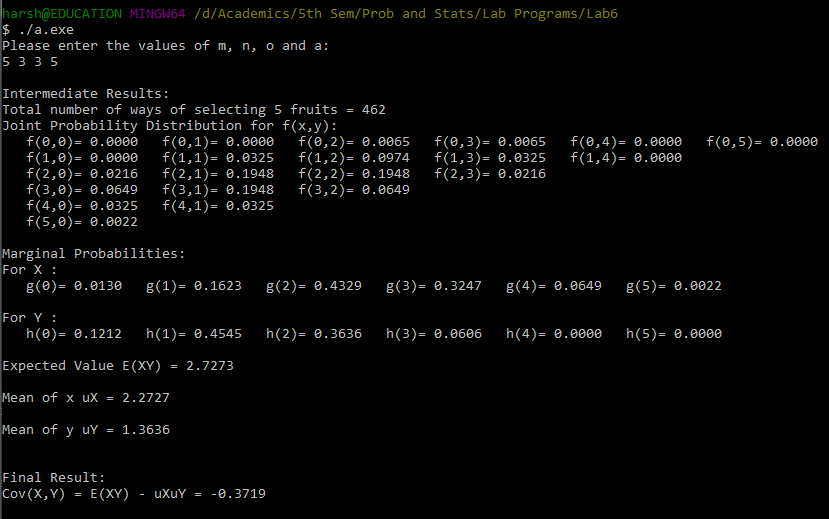 harsh@EDUCATION MINGW64 /d/Academics/5th Sem/Prob and Stats/Lab Programs/Lab6
$ ./a.exe
Please enter the values of m, n, o and a:
5 3 3 5
Intermediate Results:
Total number of ways of selecting 5 fruits = 462
Joint Probability Distribution for f(x,y):
f(0,0)= 0.0000 f(0,1)= 0.0000 f(0,2)= 0.0065 f(0,3)= 0.0065 f(0,4)= 0.0000 f(0,5)= 0.0000
f(1,0)= 0.0000 f(1,1)= 0.0325 f(1,2)= 0.0974 f(1,3)= 0.0325 f(1,4)= 0.0000
f(2,0)= 0.0216 f(2,1)= 0.1948 f(2,2)= 0.1948 f(2,3)= 0.0216
f(3,0)= 0.0649 f(3,1)= 0.1948 f(3,2)= 0.0649
f(4,0)= 0.0325 f(4,1)= 0.0325
f(5,0)= 0.0022
Marginal Probabilities:
For X :
g(0)= 0.0130 g(1)= 0.1623 g(2)= 0.4329 g(3)= 0.3247 g(4)= 0.0649 g(5)= 0.0022
For Y :
h(0)= 0.1212 h(1)= 0.4545 h(2)= 0.3636 h(3)= 0.0606 h(4)= 0.0000 h(5)= 0.0000
Expected Value E(XY) = 2.7273
Mean of x uX = 2.2727
Mean of y uY = 1.3636
Final Result:
Cov(X,Y) = E(XY) - uXuY = -0.3719